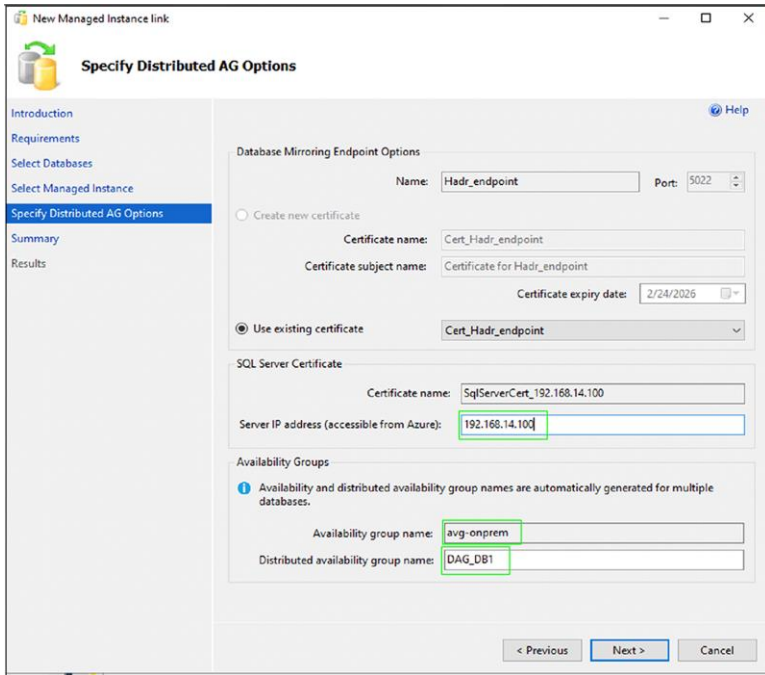 New Managed Instance link
Specify Distributed AG Options
Introduction
Requirements
Select Databases
Select Managed Instance
Specify Distributed AG Options
Summary
Results
Help
Database Mirroring Endpoint Options
Name: Hadr_endpoint Port: 5022
Create new certificate
Certificate name: Cert_Hadr_endpoint
Certificate subject name: Certificate for Hadr_endpoint
Certificate expiry date: 2/24/2026
Use existing certificate Cert_Hadr_endpoint
SQL Server Certificate
Certificate name: SqlServerCert_192.168.14.100
Server IP address (accessible from Azure): 192.168.14.100
Availability Groups
Availability and distributed availability group names are automatically generated for multiple
databases.
Availability group name: avg-onprem
Distributed availability group name: DAG_DB1
< Previous Next > Cancel